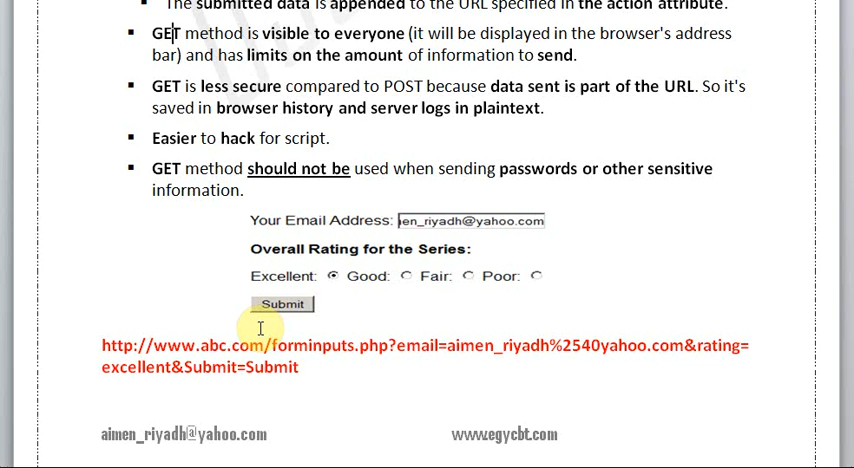 The submitted data is appended to the URL specified in the action attribute.
GET method is visible to everyone (it will be displayed in the browser's address
bar) and has limits on the amount of information to send.
GET is less secure compared to POST because data sent is part of the URL. So it's
saved in browser history and server logs in plaintext.
Easier to hack for script.
GET method should not be used when sending passwords or other sensitive
information.
Your Email Address: en_riyadh@yahoo.com
Overall Rating for the Series:
Excellent: Good: Fair: Poor:
Submit
http://www.abc.com/forminputs.php?email=aimen_riyadh%2540yahoo.com&rating=
excellent&Submit=Submit
aimen_riyadh@yahoo.com www.egycbt.com